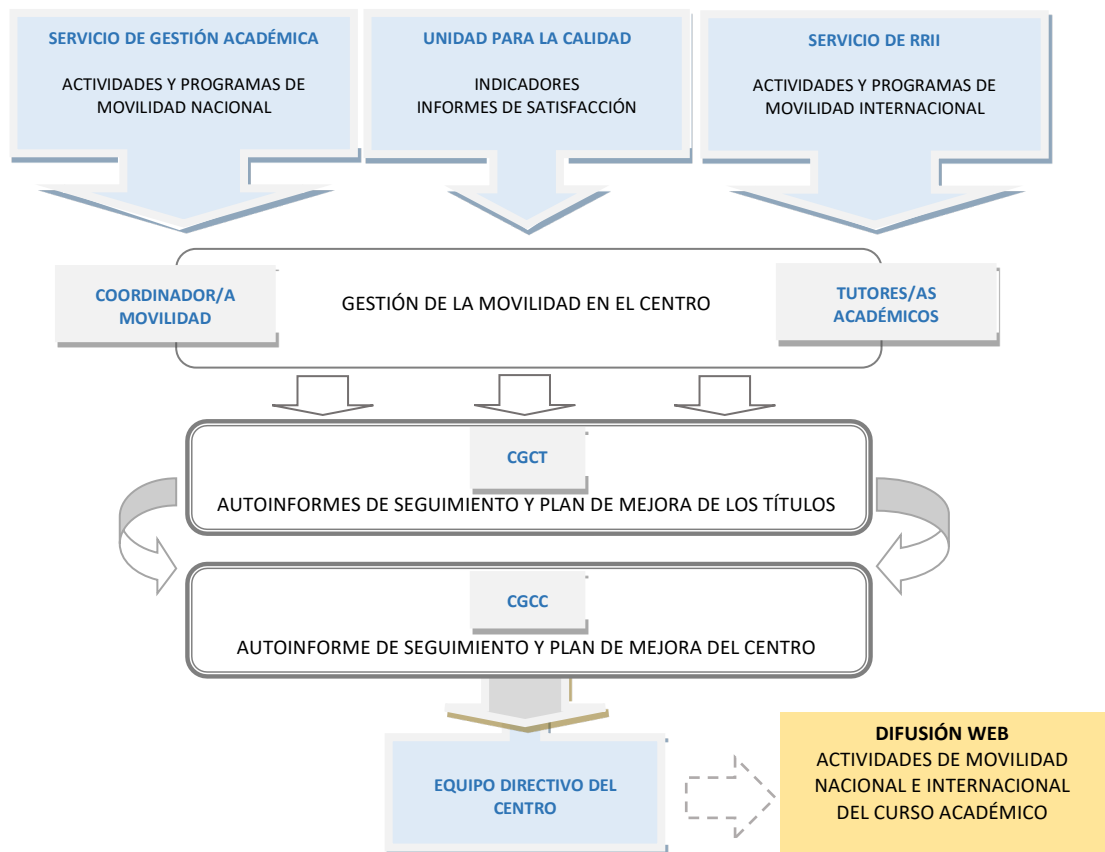 SERVICIO DE GESTIÓN ACADÉMICA
ACTIVIDADES Y PROGRAMAS DE
MOVILIDAD NACIONAL
UNIDAD PARA LA CALIDAD
INDICADORES
INFORMES DE SATISFACCIÓN
SERVICIO DE RRII
ACTIVIDADES Y PROGRAMAS DE
MOVILIDAD INTERNACIONAL
COORDINADOR/A
MOVILIDAD
GESTIÓN DE LA MOVILIDAD EN EL CENTRO
TUTORES/AS
ACADÉMICOS
CGCT
AUTOINFORMES DE SEGUIMIENTO Y PLAN DE MEJORA DE LOS TÍTULOS
CGCC
AUTOINFORME DE SEGUIMIENTO Y PLAN DE MEJORA DEL CENTRO
EQUIPO DIRECTIVO DEL
CENTRO
DIFUSIÓN WEB
ACTIVIDADES DE MOVILIDAD
NACIONAL E INTERNACIONAL
DEL CURSO ACADÉMICO